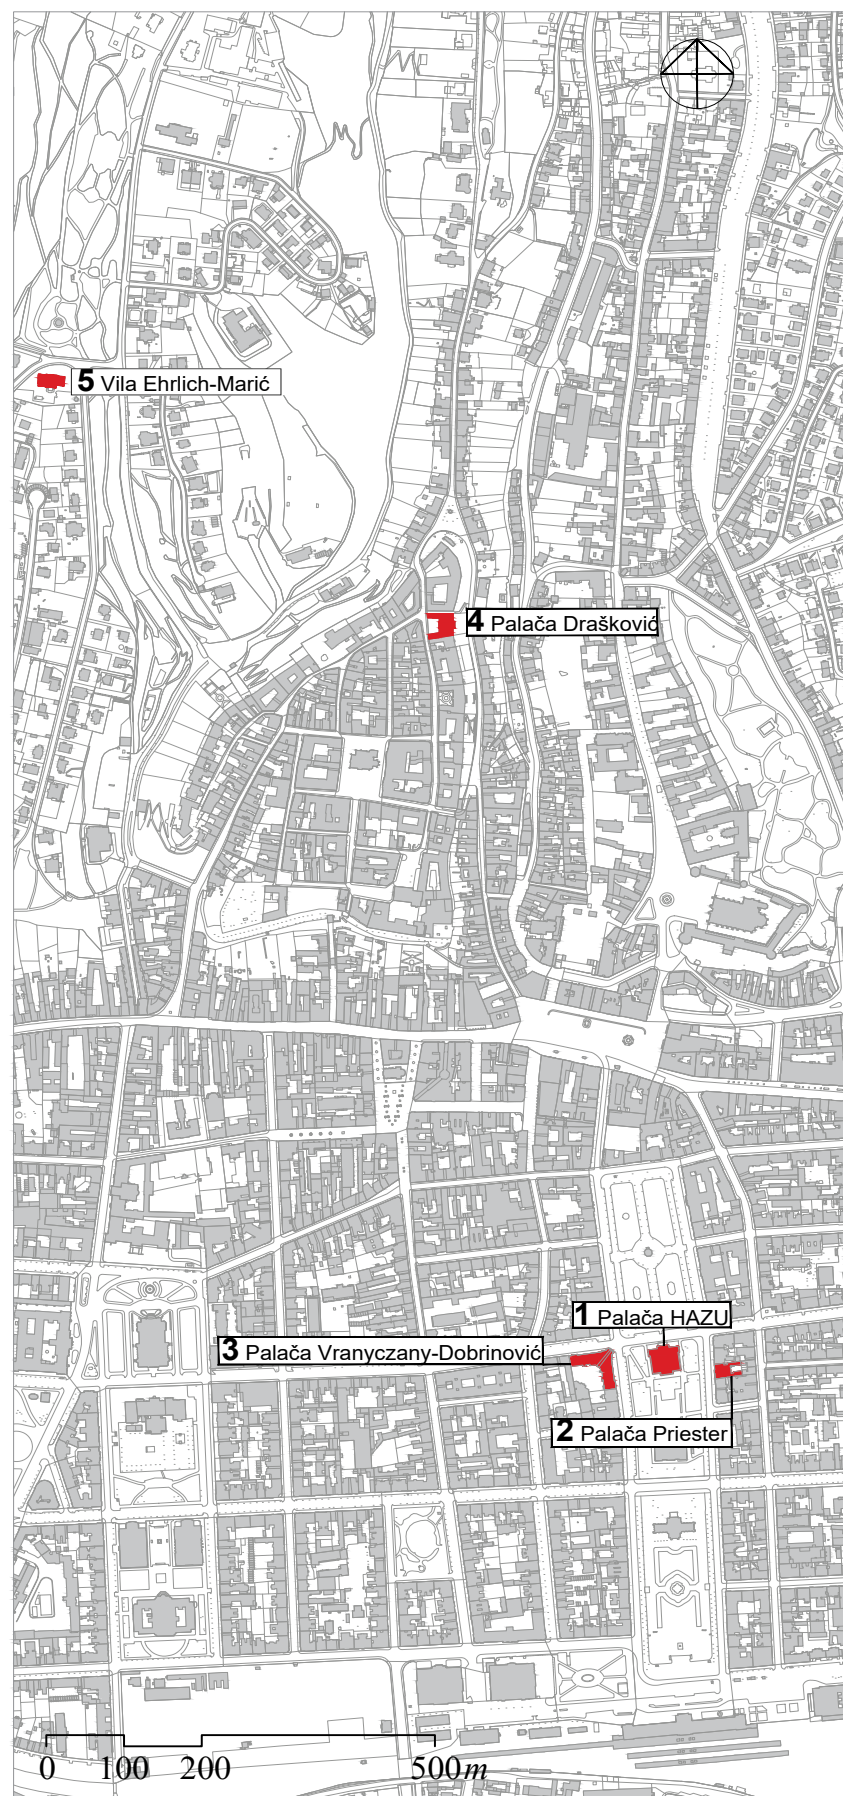 5 Vila Ehrlich-Marić
4 Palača Drašković
1 Palača HAZU
3 Palača Vranyczany-Dobrinović
2 Palača Priester
0 100 200 500m